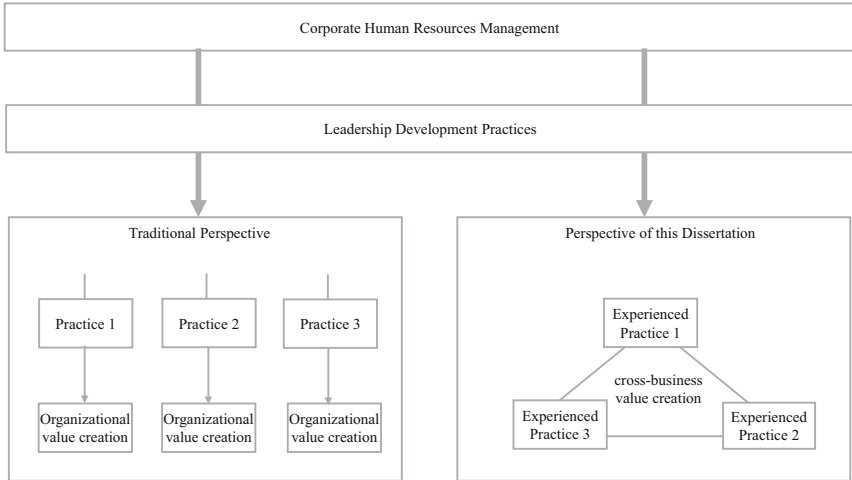 Corporate Human Resources Management
Leadership Development Practices
Traditional Perspective
Practice 1
Practice 2
Practice 3
Organizational
value creation
Organizational
value creation
Organizational
value creation
Perspective of this Dissertation
Experienced
Practice 1
cross-business
value creation
Experienced
Practice 3
Experienced
Practice 2